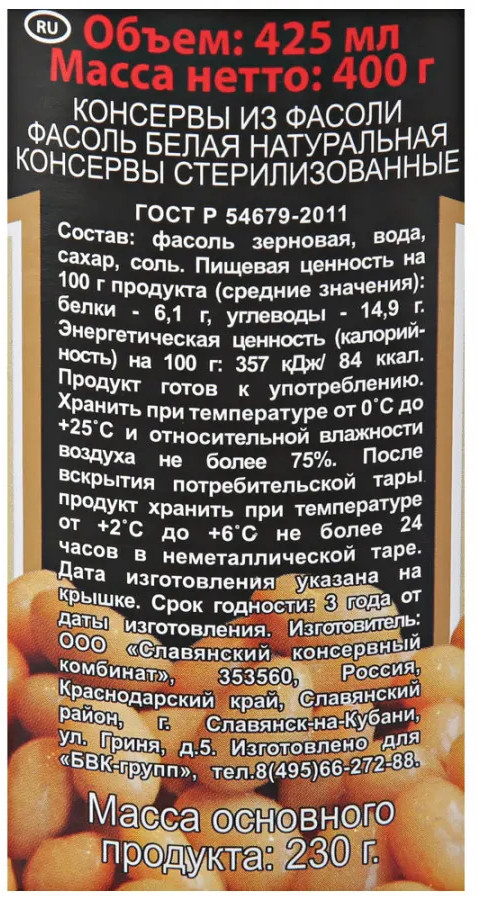 RU
Объем: 425 мл
Масса нетто: 400 г
КОНСЕРВЫ ИЗ ФАСОЛИ
ФАСОЛЬ БЕЛАЯ НАТУРАЛЬНАЯ
КОНСЕРВЫ СТЕРИЛИЗОВАННЫЕ
ГОСТ Р 54679-2011
Состав: фасоль зерновая, вода,
сахар, соль. Пищевая ценность на
100 г продукта (средние значения):
белки - 6,1 г, углеводы - 14,9 г.
Энергетическая ценность (калорий-
ность) на 100 г: 357 кДж/ 84 ккал.
Продукт готов к употреблению.
Хранить при температуре от 0˚С до
+25˚С и относительной влажности
воздуха не более 75%. После
вскрытия потребительской тары
продукт хранить при температуре
от +2˚С до +6˚С не более 24
часов в неметаллической таре.
Дата изготовления указана на
крышке. Срок годности: 3 года от
даты изготовления. Изготовитель:
ООО «Славянский консервный
комбинат», 353560, Россия,
Краснодарский край, Славянский
район, г. Славянск-на-Кубани,
ул. Гриня, д.5. Изготовлено для
«БВК-групп», тел.8(495)66-272-88.
Масса основного
продукта: 230 г.